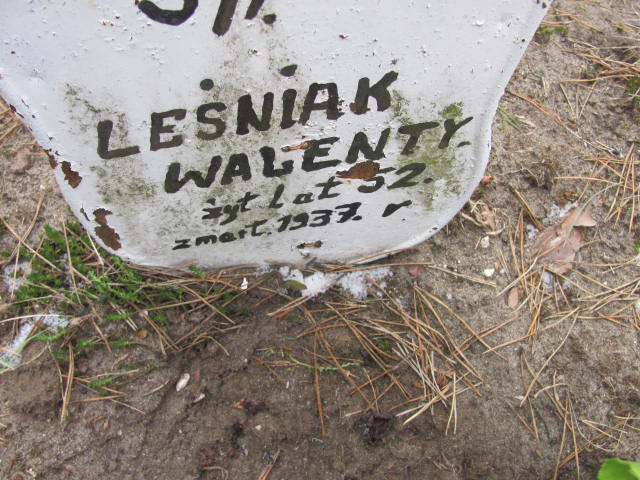 Ś.P.
LEŚNIAK
WALENTY.
żył lat 52.
zmarł. 1937. r